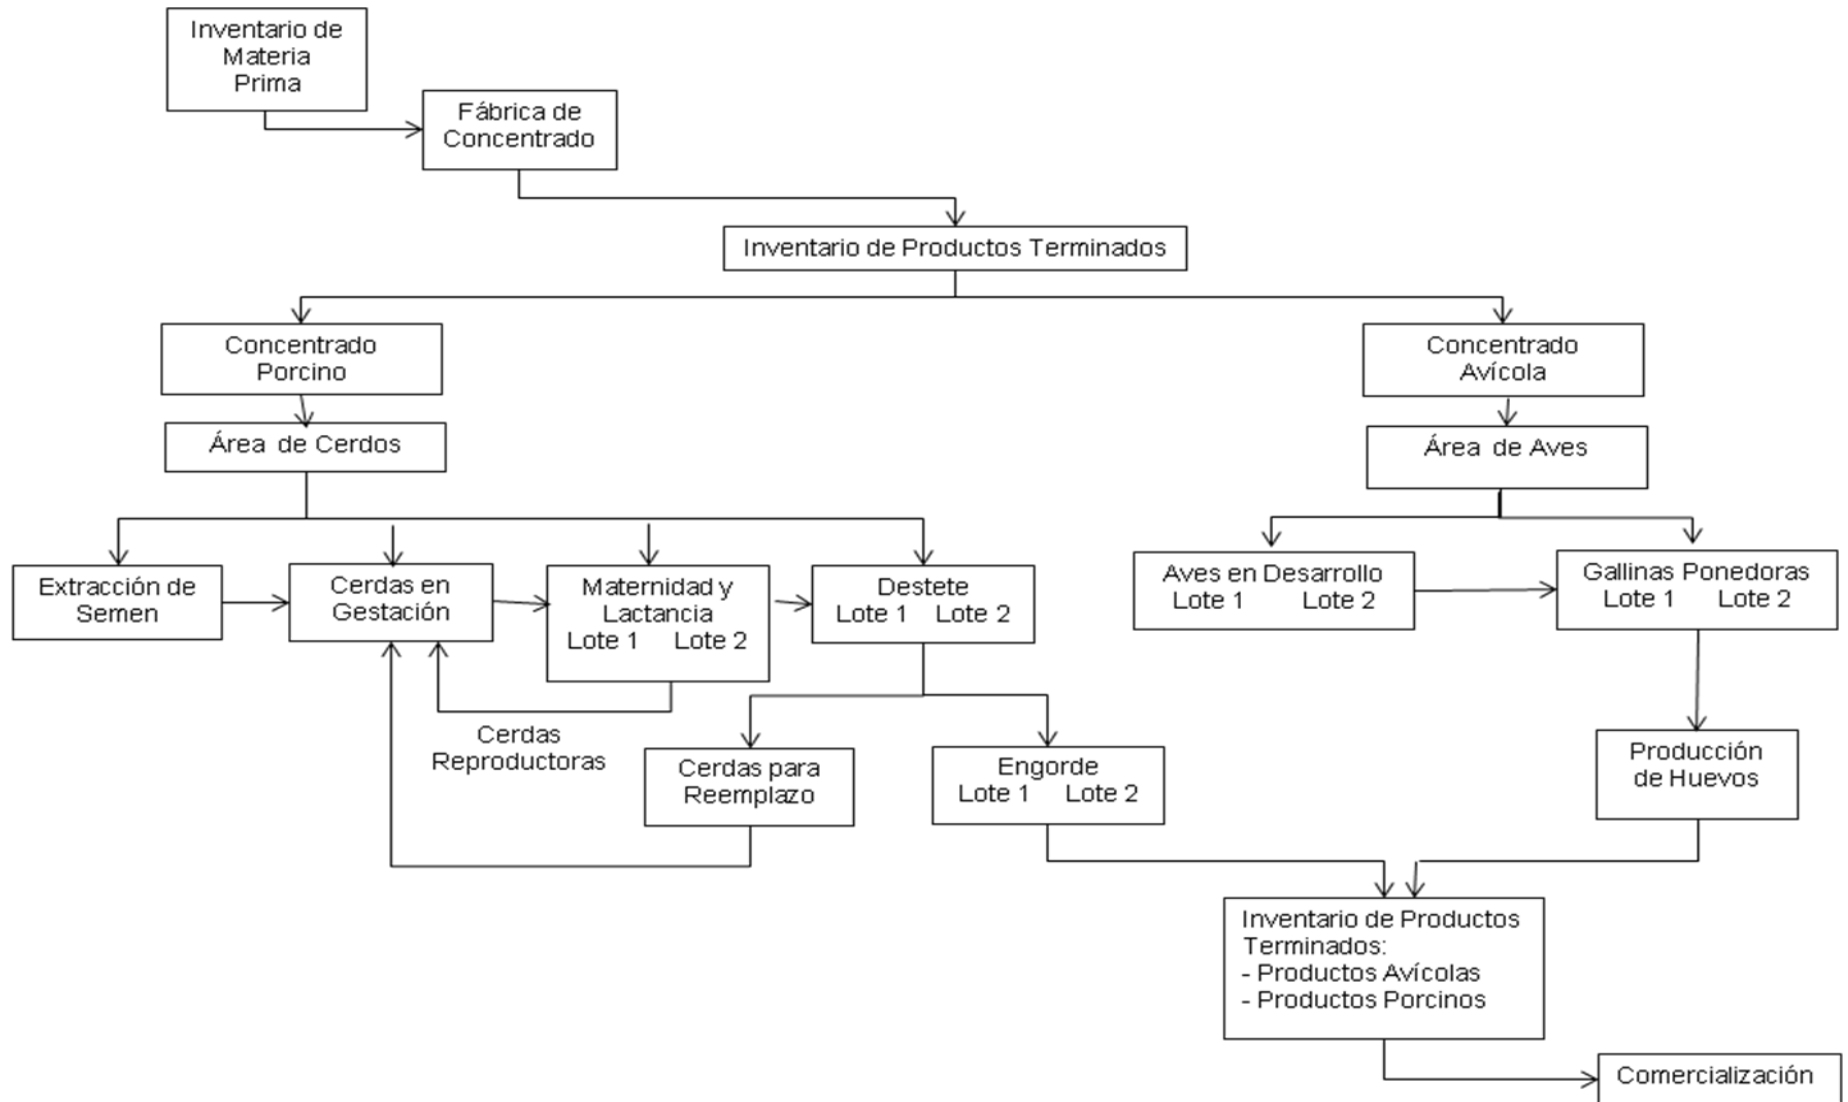 Inventario de
Materia
Prima
Fábrica de
Concentrado
Inventario de Productos Terminados
Concentrado
Porcino
Concentrado
Avícola
Área de Cerdos
Área de Aves
Extracción de
Semen
Cerdas en
Gestación
Maternidad y
Lactancia
Lote 1 Lote 2
Destete
Lote 1 Lote 2
Aves en Desarrollo
Lote 1 Lote 2
Gallinas Ponedoras
Lote 1 Lote 2
Cerdas
Reproductoras
Cerdas para
Reemplazo
Engorde
Lote 1 Lote 2
Producción
de Huevos
Inventario de Productos
Terminados:
- Productos Avícolas
- Productos Porcinos
Comercialización